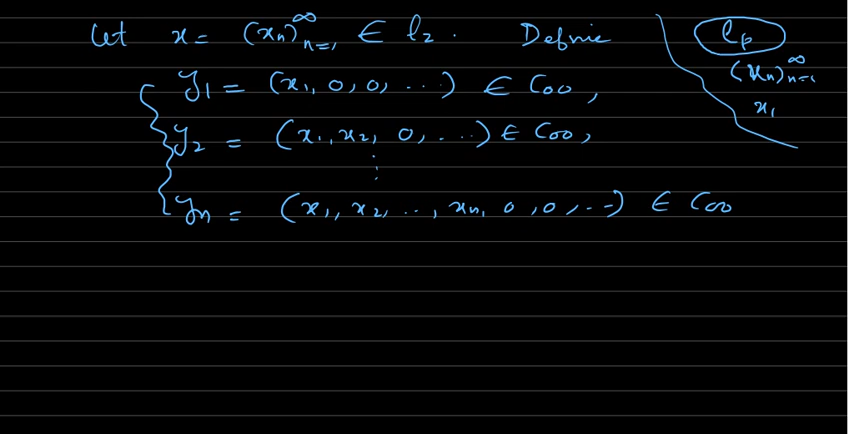 Let x = (xₙ)^∞_{n=1} ∈ l₂. Define
y₁ = (x₁, 0, 0, ...) ∈ C₀₀,
y₂ = (x₁, x₂, 0, ...) ∈ C₀₀,
⋮
yₙ = (x₁, x₂, .., xₙ, 0, 0, ...) ∈ C₀₀
lₚ
(xₙ)^∞_{n=1}
x₁